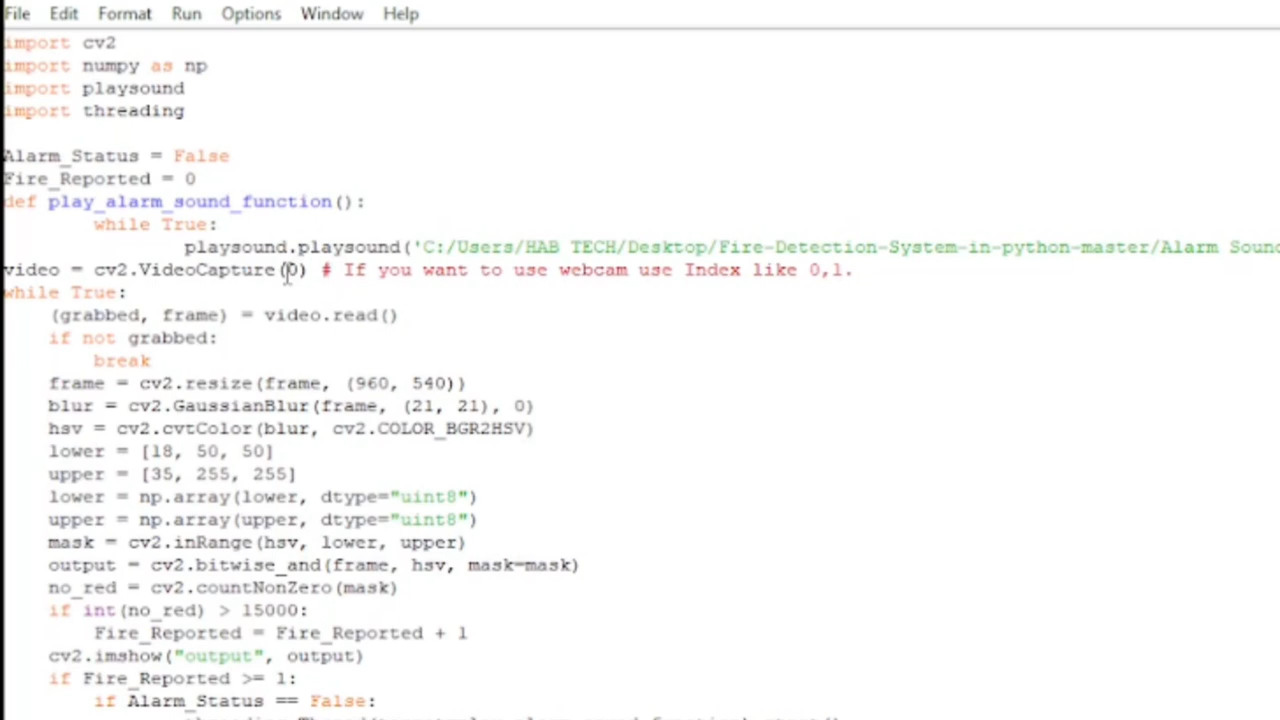 File Edit Format Run Options Window Help
import cv2
import numpy as np
import playsound
import threading
Alarm_Status = False
Fire_Reported = 0
def play_alarm_sound_function():
while True:
playsound.playsound('C:/Users/HAB TECH/Desktop/Fire-Detection-System-in-python-master/Alarm Sound
video = cv2.VideoCapture(0) # If you want to use webcam use Index like 0,1.
while True:
(grabbed, frame) = video.read()
if not grabbed:
break
frame = cv2.resize(frame, (960, 540))
blur = cv2.GaussianBlur(frame, (21, 21), 0)
hsv = cv2.cvtColor(blur, cv2.COLOR_BGR2HSV)
lower = [18, 50, 50]
upper = [35, 255, 255]
lower = np.array(lower, dtype="uint8")
upper = np.array(upper, dtype="uint8")
mask = cv2.inRange(hsv, lower, upper)
output = cv2.bitwise_and(frame, hsv, mask=mask)
no_red = cv2.countNonZero(mask)
if int(no_red) > 15000:
Fire_Reported = Fire_Reported + 1
cv2.imshow("output", output)
if Fire_Reported >= 1:
if Alarm_Status == False: